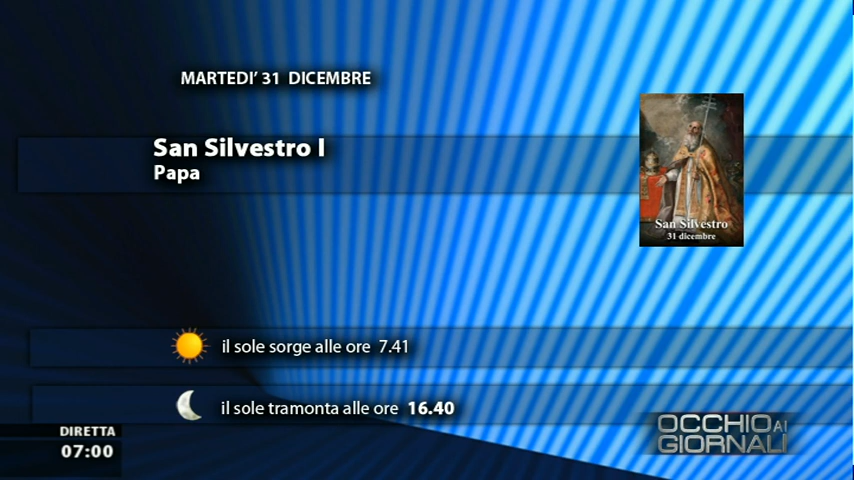 MARTEDI' 31 DICEMBRE
San Silvestro I
Papa
San Silvestro
31 dicembre
il sole sorge alle ore 7.41
il sole tramonta alle ore 16.40
DIRETTA
07:00
OCCHIO AI
GIORNALI